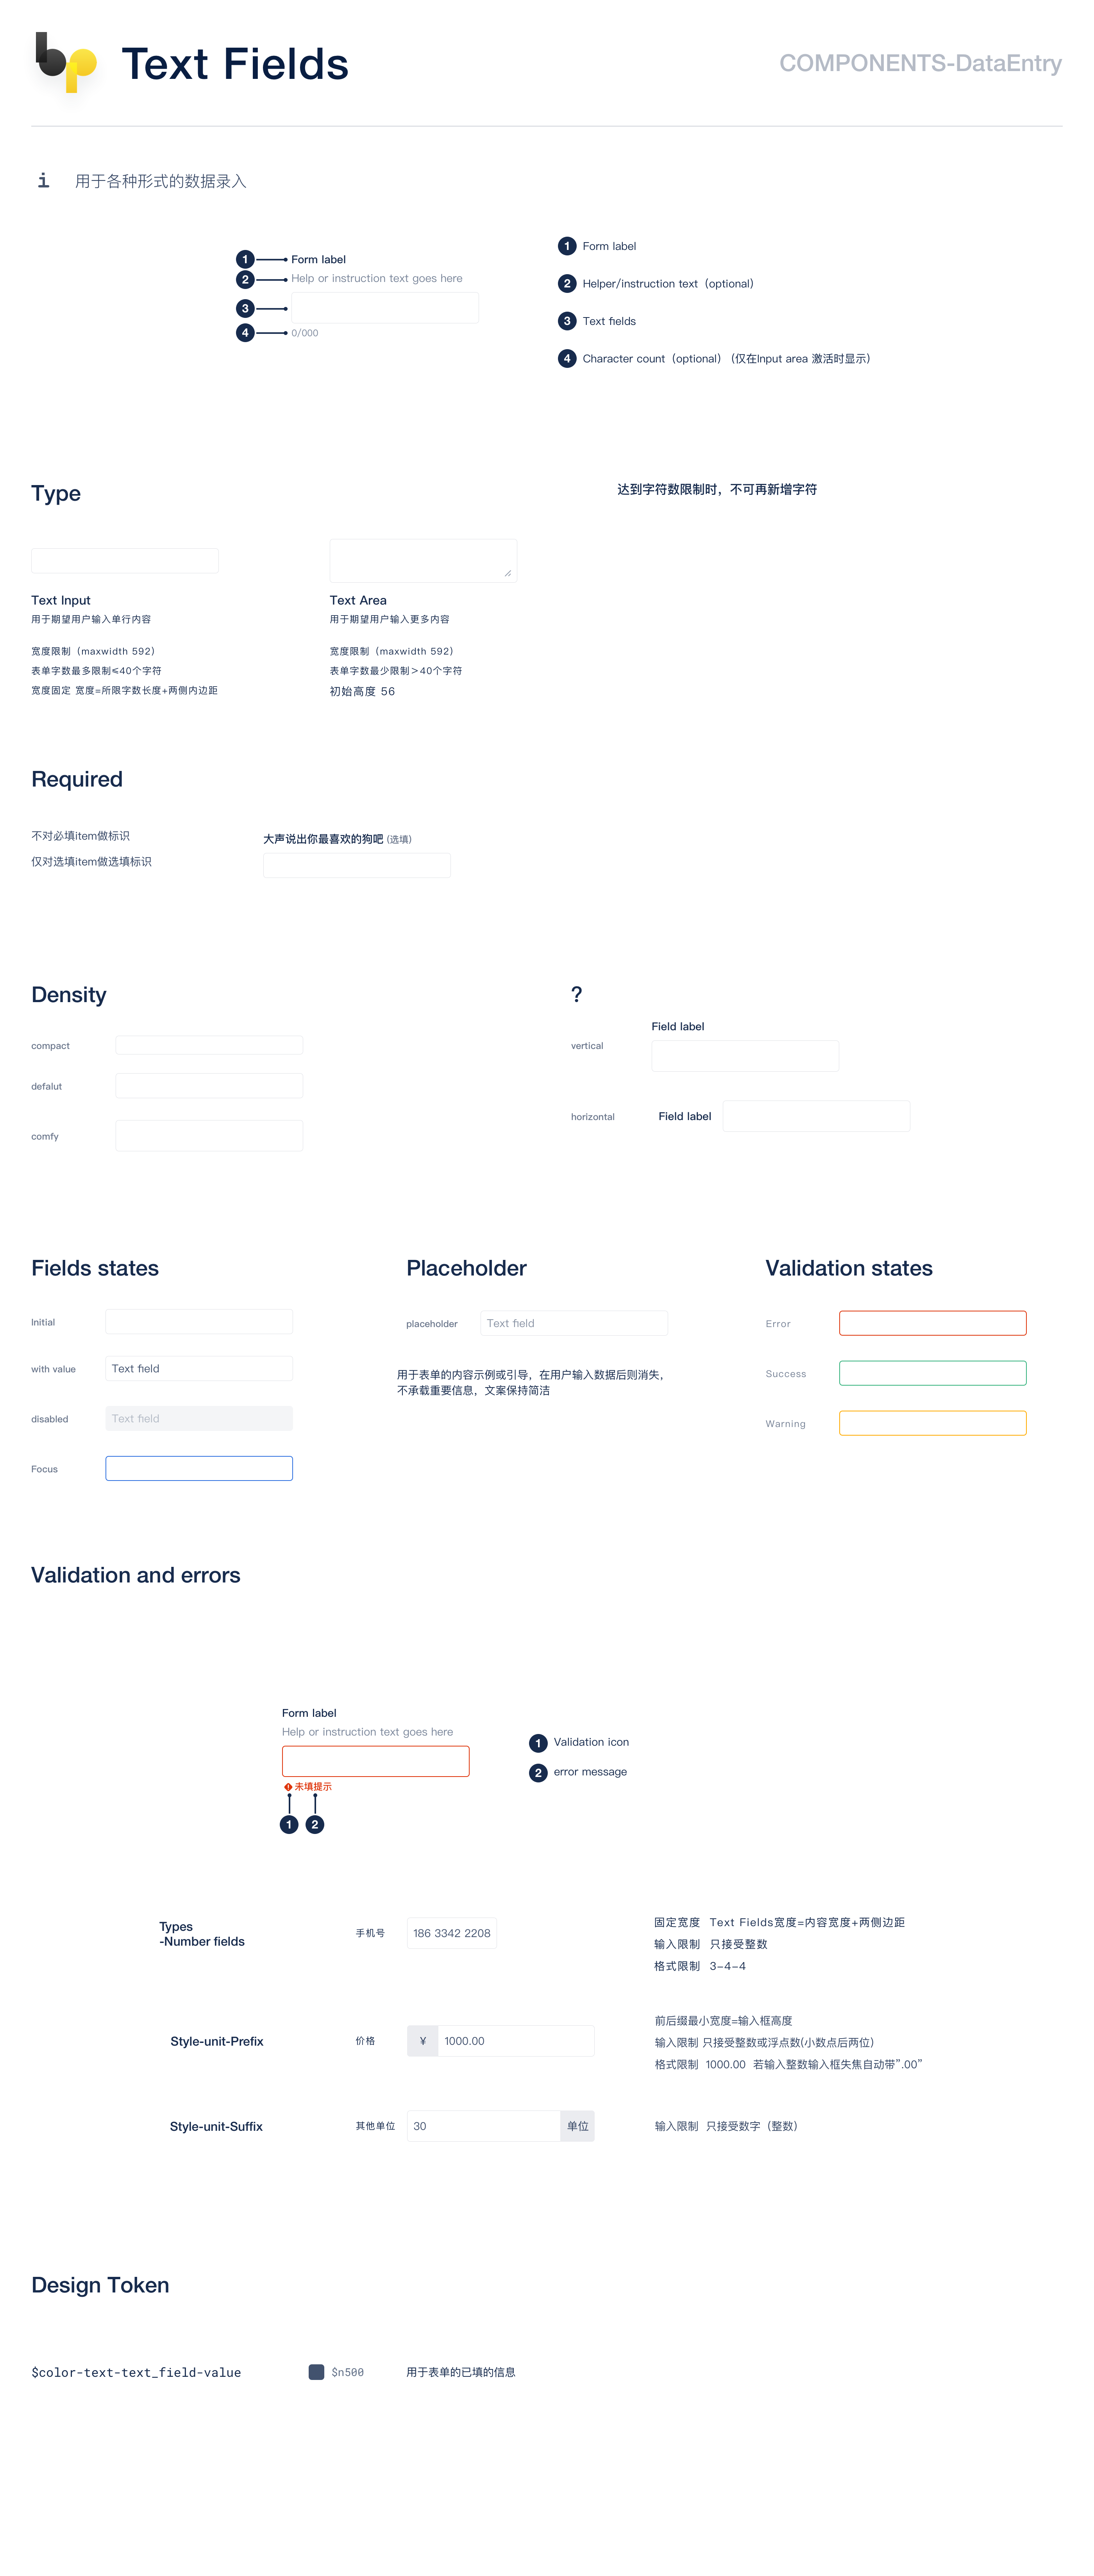 bp
Text Fields
COMPONENTS-DataEntry
i
用于各种形式的数据录入
1
Form label
2
Help or instruction text goes here
3
4
0/000
1 Form label
2 Helper/instruction text（optional）
3 Text fields
4 Character count（optional）（仅在Input area 激活时显示）
Type
达到字符数限制时，不可再新增字符
Text Input
用于期望用户输入单行内容
宽度限制（maxwidth 592）
表单字数最多限制≤40个字符
宽度固定 宽度=所限字数长度+两侧内边距
Text Area
用于期望用户输入更多内容
宽度限制（maxwidth 592）
表单字数最少限制＞40个字符
初始高度 56
Required
不对必填item做标识
仅对选填item做选填标识
大声说出你最喜欢的狗吧 (选填)
Density
compact
defalut
comfy
?
vertical
Field label
horizontal
Field label
Fields states
Initial
with value
Text field
disabled
Text field
Focus
Placeholder
placeholder
Text field
用于表单的内容示例或引导，在用户输入数据后则消失，
不承载重要信息，文案保持简洁
Validation states
Error
Success
Warning
Validation and errors
Form label
Help or instruction text goes here
未填提示
1 2
1 Validation icon
2 error message
Types
-Number fields
手机号
186 3342 2208
固定宽度 Text Fields宽度=内容宽度+两侧边距
输入限制 只接受整数
格式限制 3-4-4
Style-unit-Prefix
价格
¥
1000.00
前后缀最小宽度=输入框高度
输入限制 只接受整数或浮点数(小数点后两位)
格式限制 1000.00 若输入整数输入框失焦自动带”.00”
Style-unit-Suffix
其他单位
30
单位
输入限制 只接受数字（整数）
Design Token
$color-text-text_field-value
$n500
用于表单的已填的信息